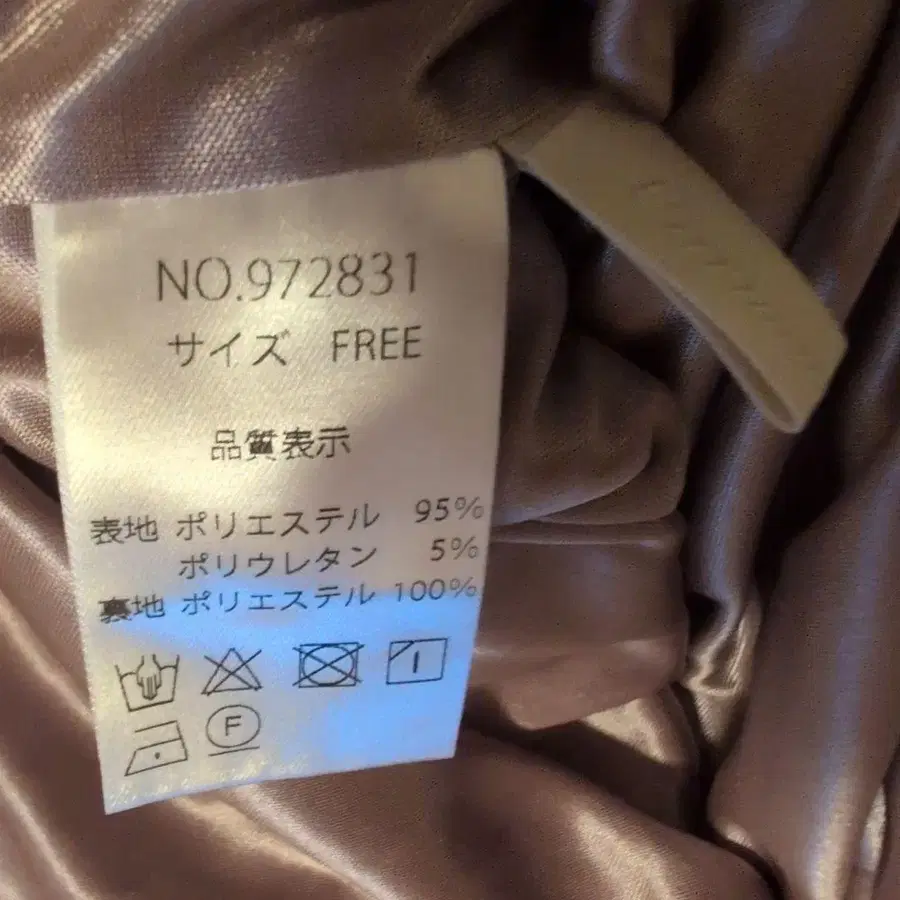 NO.972831
サイズ FREE
品質表示
表地 ポリエステル 95%
ポリウレタン 5%
裏地 ポリエステル 100%
F